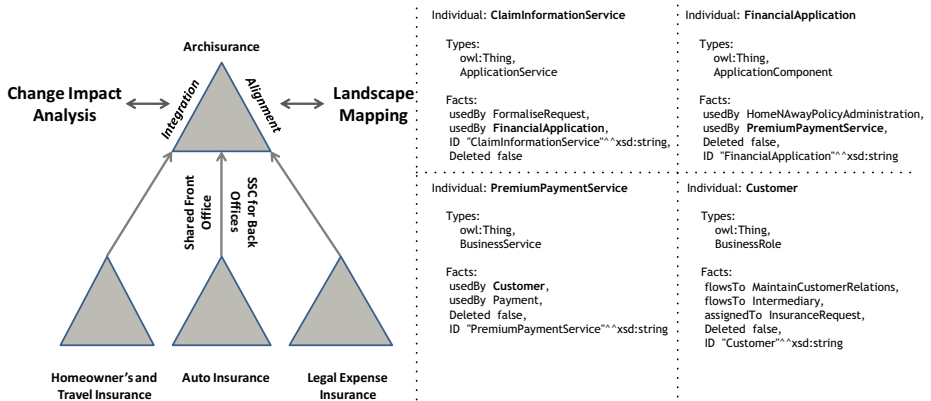 Archisurance
Integration
Alignment
Change Impact
Analysis
Landscape
Mapping
Shared Front
Office
SSC for Back
Offices
Homeowner's and
Travel Insurance
Auto Insurance
Legal Expense
Insurance
Individual: ClaimInformationService
Types:
owl:Thing,
ApplicationService
Facts:
usedBy FormaliseRequest,
usedBy FinancialApplication,
ID "ClaimInformationService"^^xsd:string,
Deleted false
Individual: FinancialApplication
Types:
owl:Thing,
ApplicationComponent
Facts:
usedBy HomeNAwayPolicyAdministration,
usedBy PremiumPaymentService,
Deleted false,
ID "FinancialApplication"^^xsd:string
Individual: PremiumPaymentService
Types:
owl:Thing,
BusinessService
Facts:
usedBy Customer,
usedBy Payment,
Deleted false,
ID "PremiumPaymentService"^^xsd:string
Individual: Customer
Types:
owl:Thing,
BusinessRole
Facts:
flowsTo MaintainCustomerRelations,
flowsTo Intermediary,
assignedTo InsuranceRequest,
Deleted false,
ID "Customer"^^xsd:string